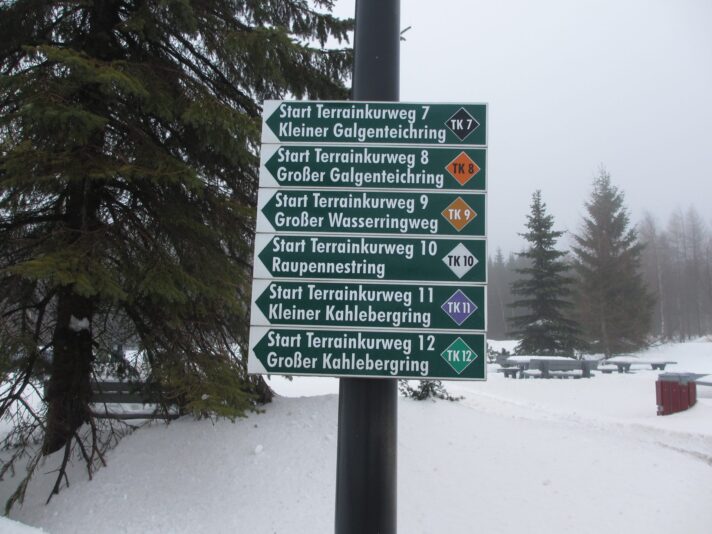 Start Terrainkurweg 7
Kleiner Galgenteichring
TK 7
Start Terrainkurweg 8
Großer Galgenteichring
TK 8
Start Terrainkurweg 9
Großer Wasserringweg
TK 9
Start Terrainkurweg 10
Raupennestring
TK 10
Start Terrainkurweg 11
Kleiner Kahlebergring
TK 11
Start Terrainkurweg 12
Großer Kahlebergring
TK 12